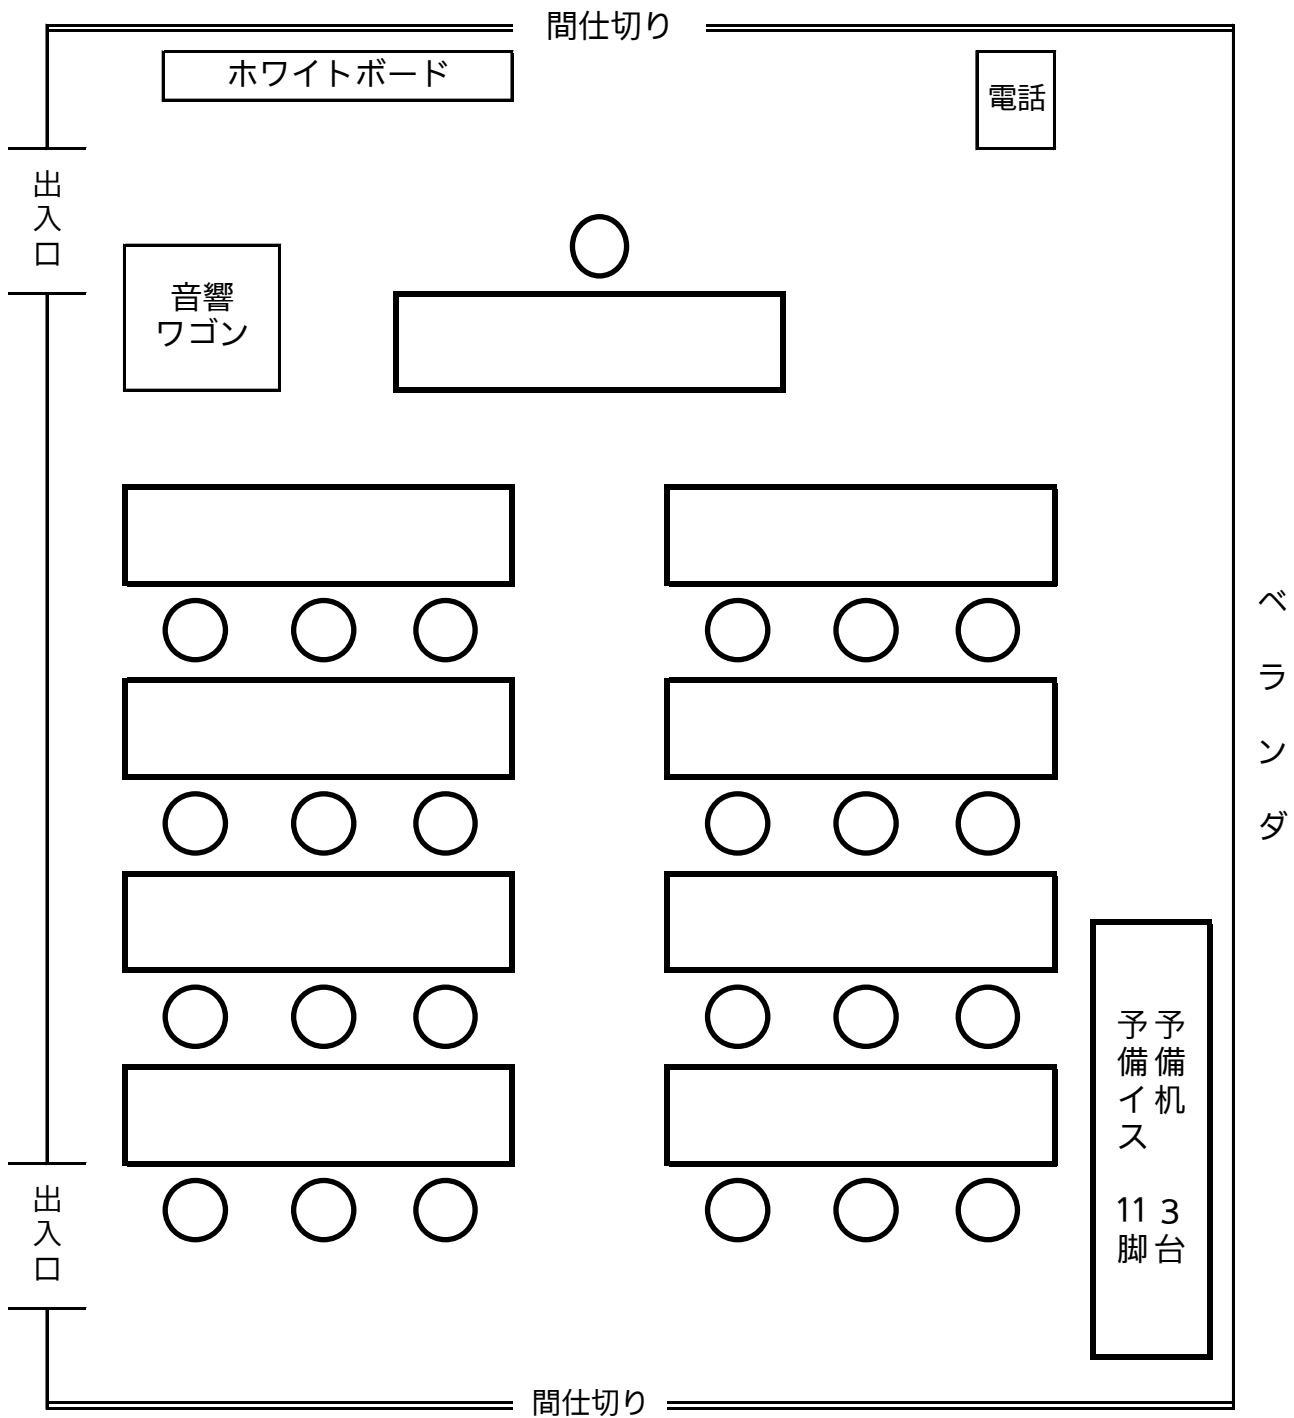 間仕切り
ホワイトボード
電話
出入口
音響
ワゴン
ベランダ
予備机　3台
予備イス　11脚
出入口
間仕切り